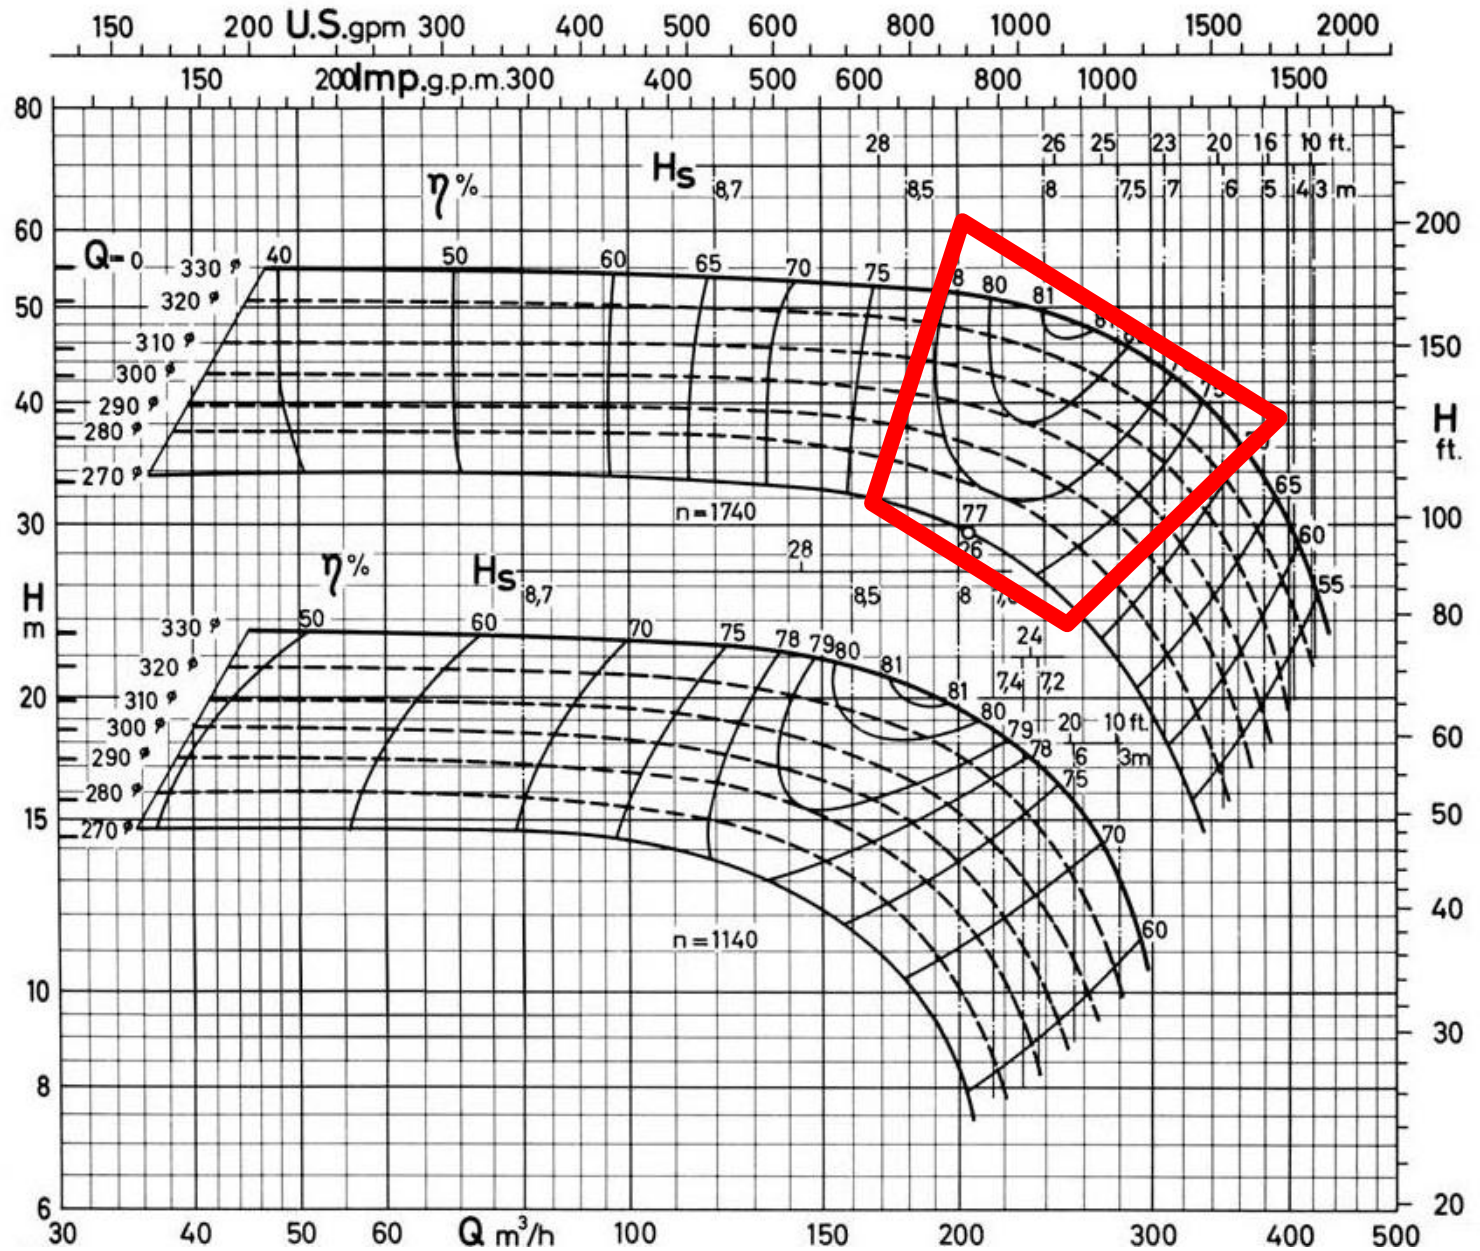 150 200 U.S.gpm 300 400 500 600 800 1000 1500 2000
150 200 Imp.g.p.m. 300 400 500 600 800 1000 1500
80
28 26 25 23 20 16 10 ft.
Hs 8,7 8,5 8 7,5 7 6 5 4 3 m
η%
60 200
Q=0 330 ø 40 50 60 65 70 75 8 80 81
320 ø 50
310 ø 150
300 ø
290 ø 40 H
280 ø ft.
270 ø
65
n=1740 77 100
30 60
26
28
η% Hs 8,7 8,5 8 55
H
m 80
330 ø 50 60 70 75 78 79 80 81
24
320 ø
7,4 7,2
310 ø 20 81 80 79 78 75
300 ø 20 10 ft. 60
290 ø 6 3m
280 ø
270 ø 15 50
70
n=1140 60 40
10
30
8
6 20
30 40 50 60 Q m³/h 100 150 200 300 400 500